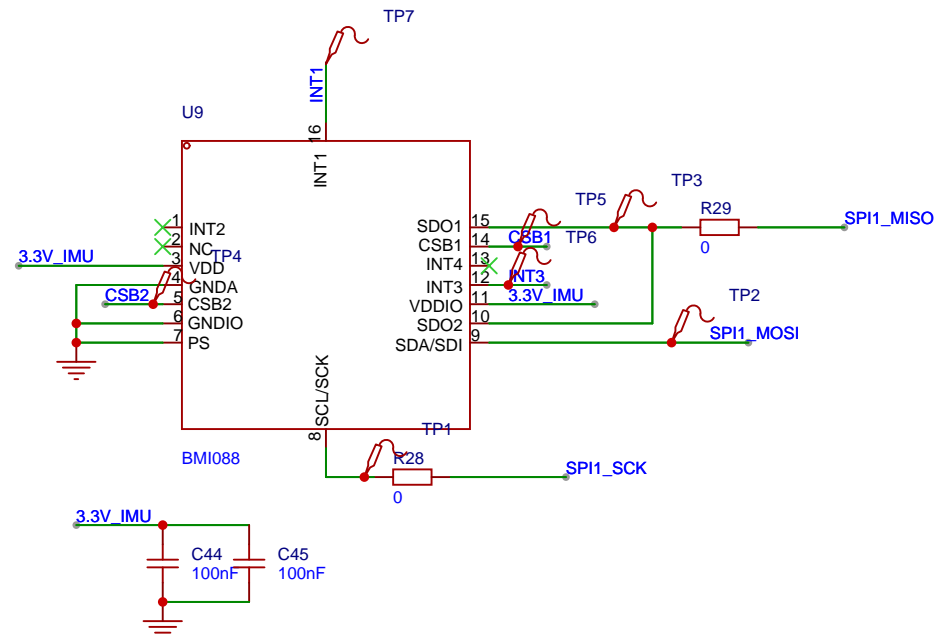 TP7
INT1
U9
16
INT1
1 INT2
2 NC
3 VDD
4 GNDA
5 CSB2
6 GNDIO
7 PS
3.3V_IMU
TP4
CSB2
SDO1 15
CSB1 14
INT4 13
INT3 12
VDDIO 11
SDO2 10
SDA/SDI 9
TP5
TP3
R29
0
SPI1_MISO
CSB1
TP6
INT3
3.3V_IMU
TP2
SPI1_MOSI
SCL/SCK
8
BMI088
TP1
R28
0
SPI1_SCK
3.3V_IMU
C44
100nF
C45
100nF